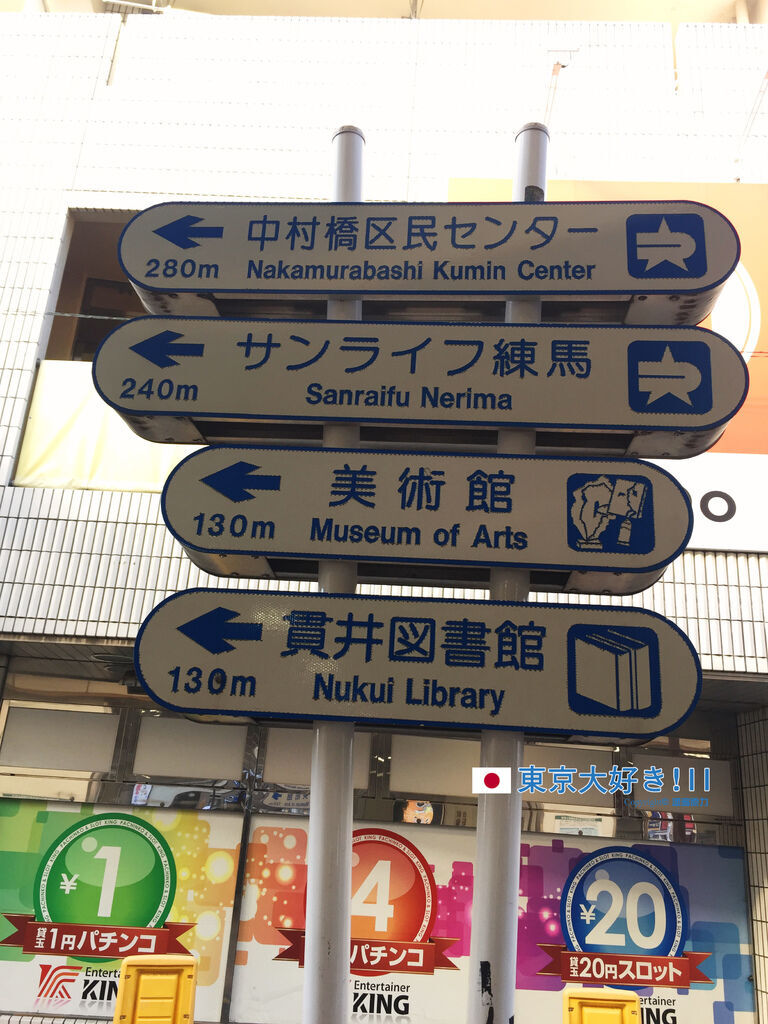 中村橋区民センター
280m Nakamurabashi Kumin Center
サンライフ練馬
240m Sanraifu Nerima
美術館
130m Museum of Arts
貫井図書館
130m Nukui Library
東京大好き!!!
¥1
貸玉 1円パチンコ
Entertainer
KING
4
パチンコ
Entertainer
KING
PACHINKO & SLOT KING
¥20
貸玉 20円スロット